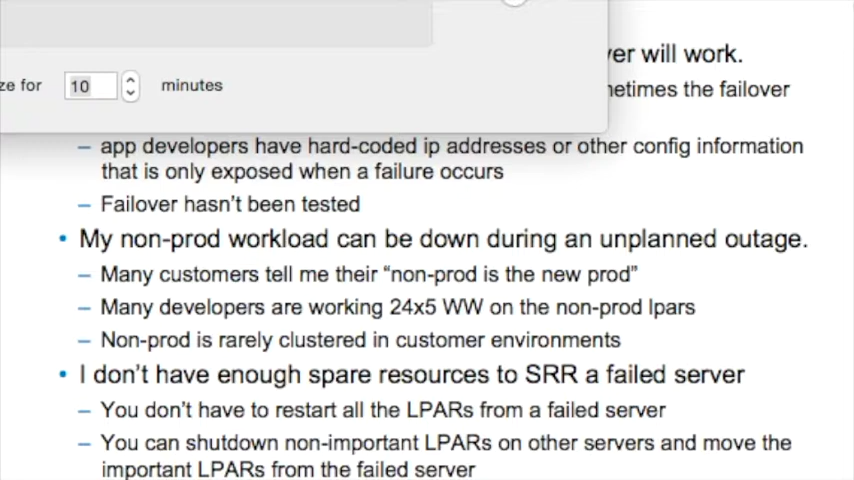 ver will work.
ze for 10 minutes
netimes the failover
– app developers have hard-coded ip addresses or other config information
that is only exposed when a failure occurs
– Failover hasn't been tested
• My non-prod workload can be down during an unplanned outage.
– Many customers tell me their “non-prod is the new prod”
– Many developers are working 24x5 WW on the non-prod lpars
– Non-prod is rarely clustered in customer environments
• I don't have enough spare resources to SRR a failed server
– You don't have to restart all the LPARs from a failed server
– You can shutdown non-important LPARs on other servers and move the
important LPARs from the failed server